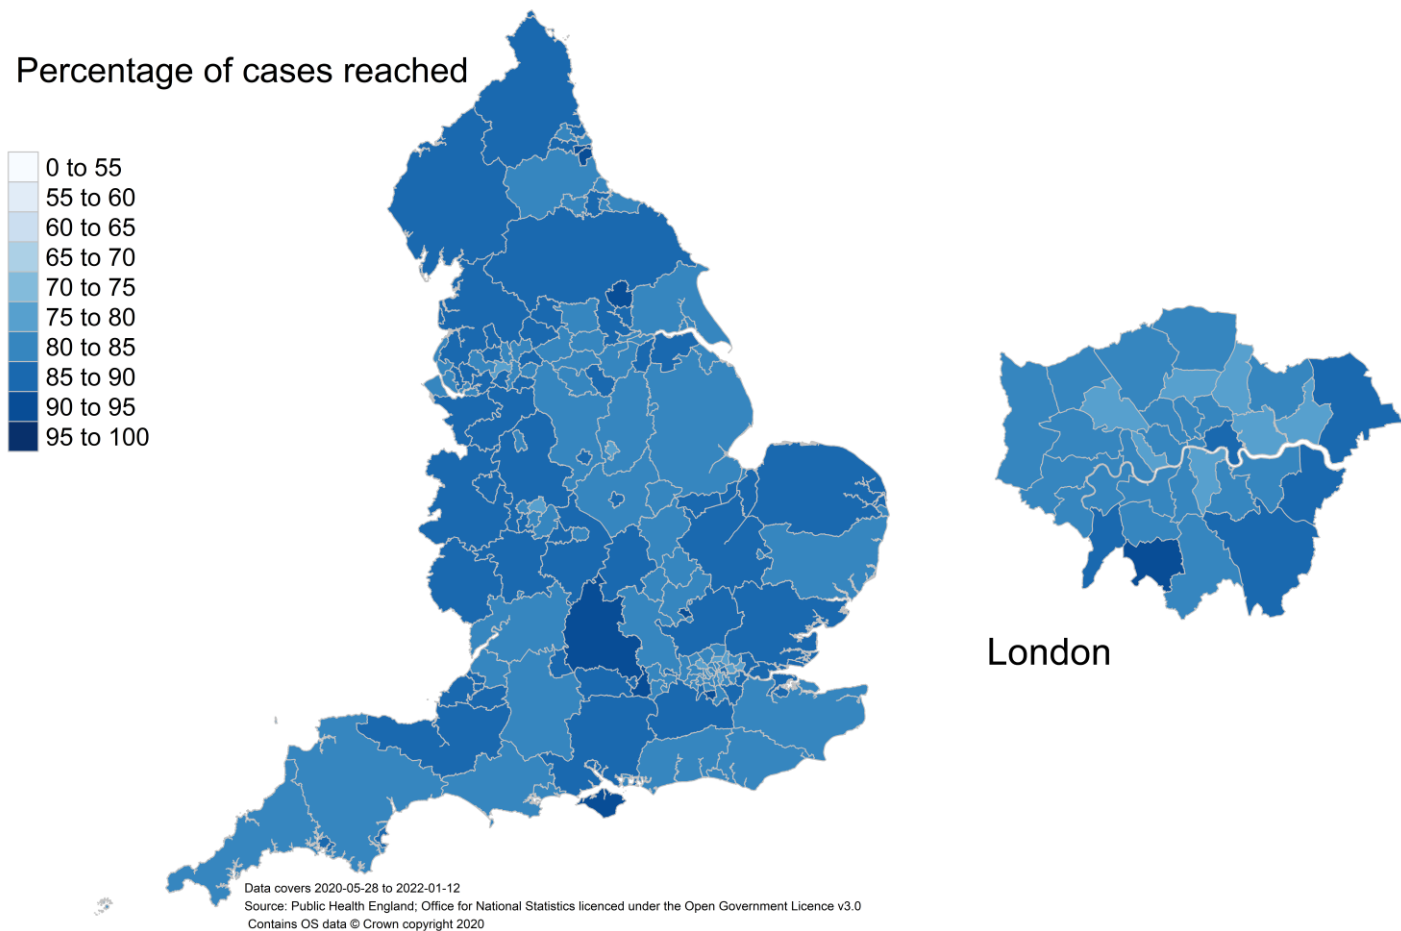 Percentage of cases reached
0 to 55
55 to 60
60 to 65
65 to 70
70 to 75
75 to 80
80 to 85
85 to 90
90 to 95
95 to 100
London
Data covers 2020-05-28 to 2022-01-12
Source: Public Health England; Office for National Statistics licenced under the Open Government Licence v3.0
Contains OS data © Crown copyright 2020